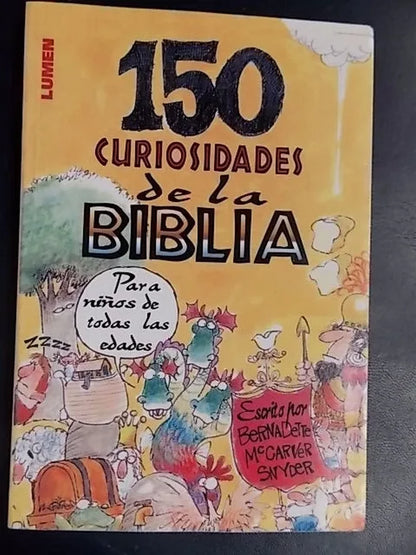 LUMEN
150
CURIOSIDADES
de la
BIBLIA
Para
niños de
todas las
edades
ZZZZ
Escrito por
BERNADETTE
McCARVER
SNYDER